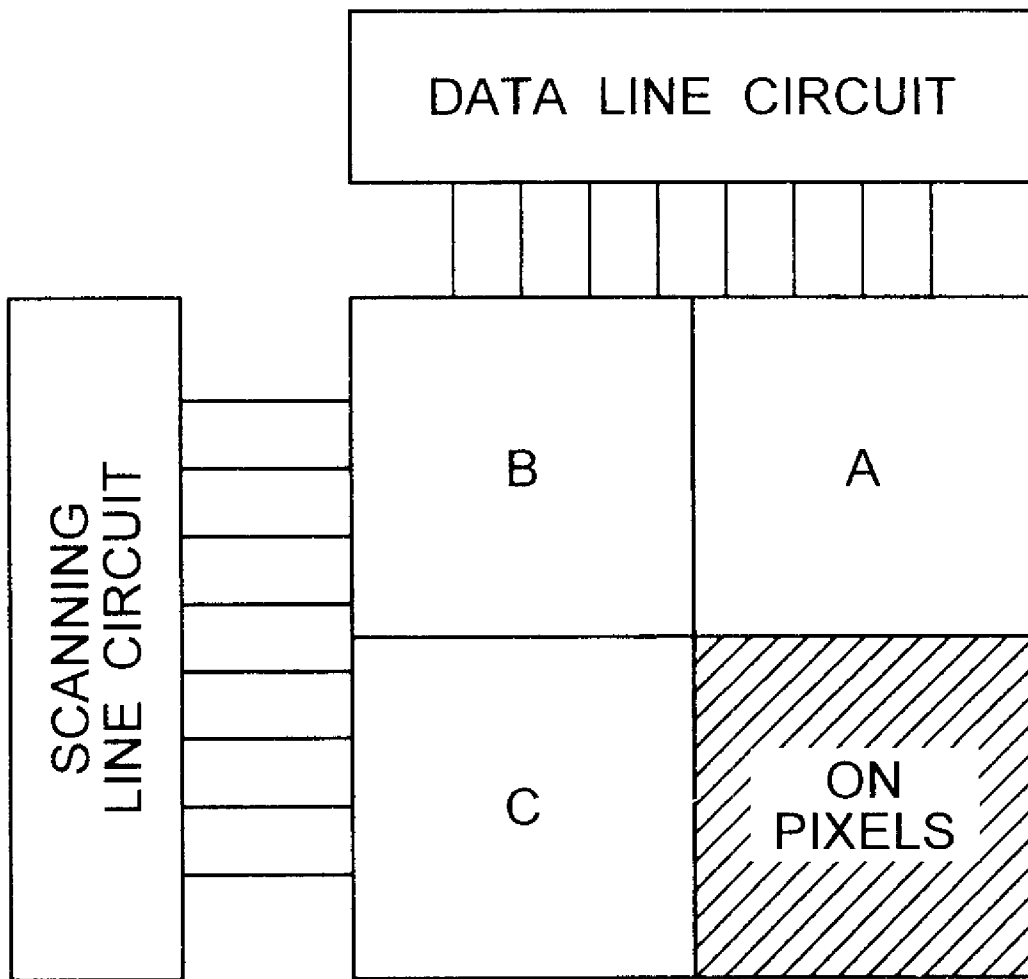 DATA LINE CIRCUIT
SCANNING
LINE CIRCUIT
B
A
C
ON
PIXELS